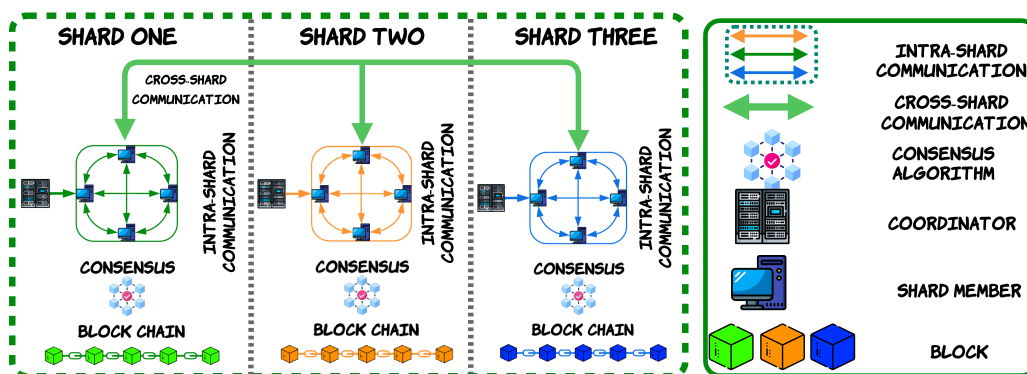 SHARD ONE
CROSS-SHARD
COMMUNICATION
INTRA-SHARD
COMMUNICATION
CONSENSUS
BLOCK CHAIN
SHARD TWO
INTRA-SHARD
COMMUNICATION
CONSENSUS
BLOCK CHAIN
SHARD THREE
INTRA-SHARD
COMMUNICATION
CONSENSUS
BLOCK CHAIN
INTRA-SHARD
COMMUNICATION
CROSS-SHARD
COMMUNICATION
CONSENSUS
ALGORITHM
COORDINATOR
SHARD MEMBER
BLOCK